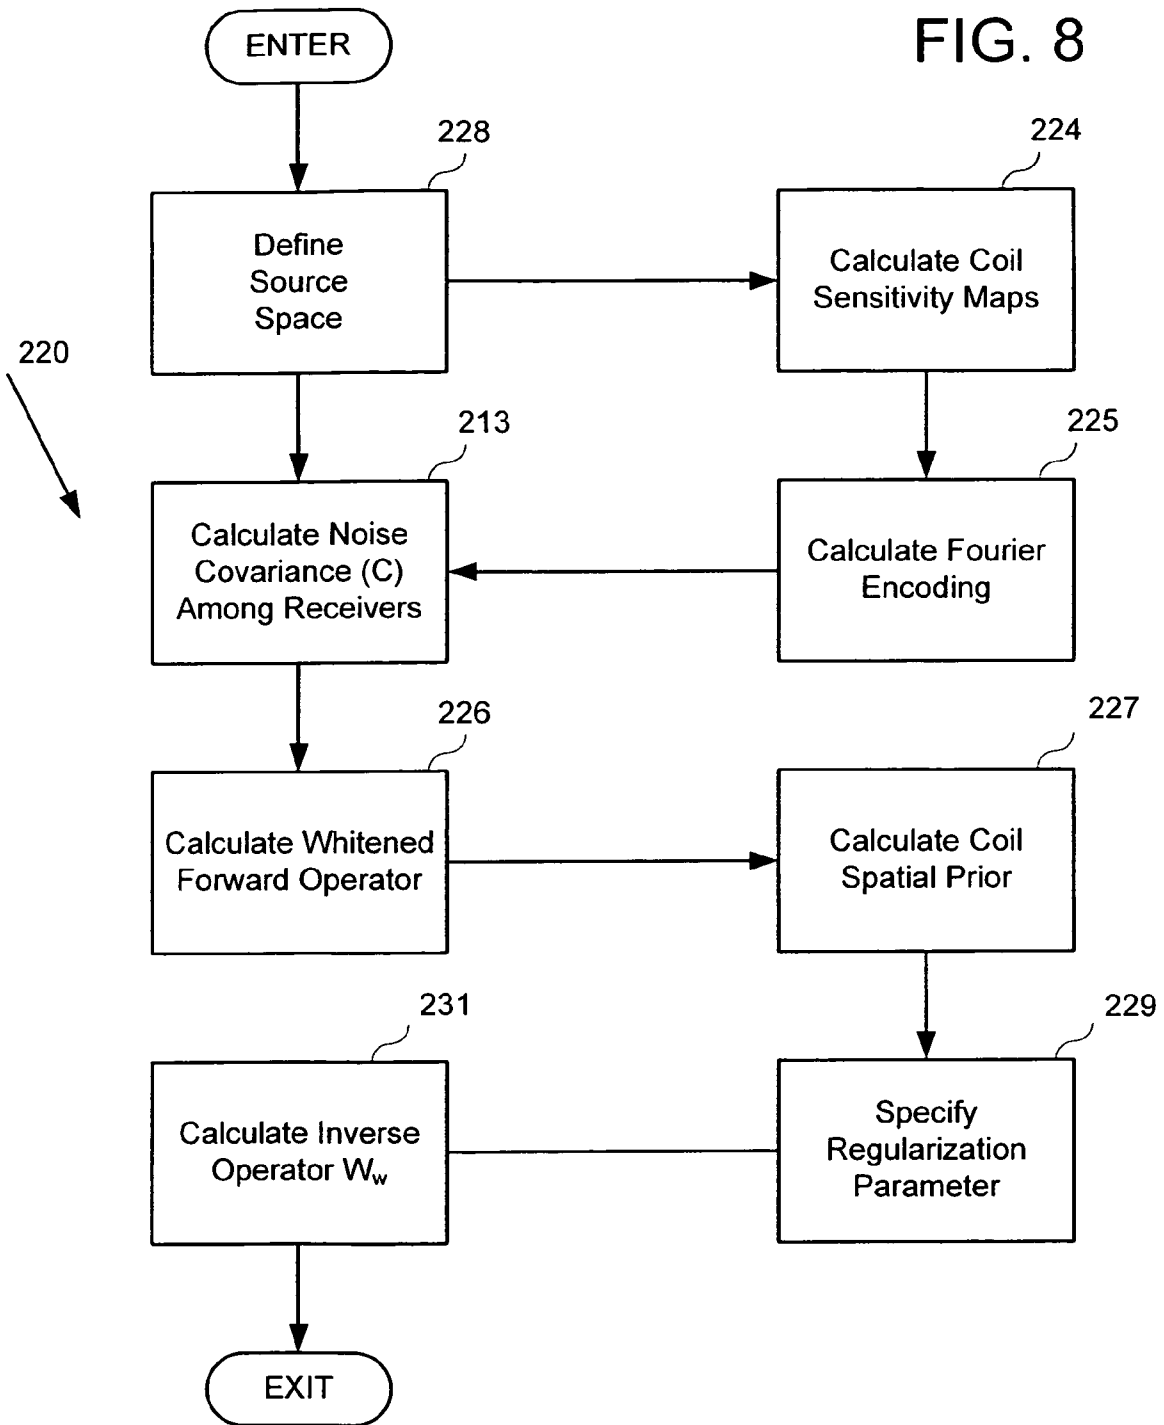 FIG. 8
ENTER
228
Define
Source
Space
224
Calculate Coil
Sensitivity Maps
220
213
Calculate Noise
Covariance (C)
Among Receivers
225
Calculate Fourier
Encoding
226
Calculate Whitened
Forward Operator
227
Calculate Coil
Spatial Prior
231
Calculate Inverse
Operator Ww
229
Specify
Regularization
Parameter
EXIT